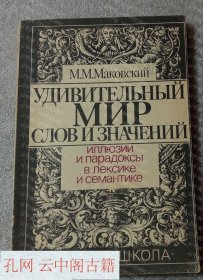 М.М.Маковский
УДИВИТЕЛЬНЫЙ
МИР
СЛОВ И ЗНАЧЕНИЙ
ИЛЛЮЗИИ
И ПАРАДОКСЫ
В ЛЕКСИКЕ
И СЕМАНТИКЕ
ШКОЛА·
孔网 云中阁古籍